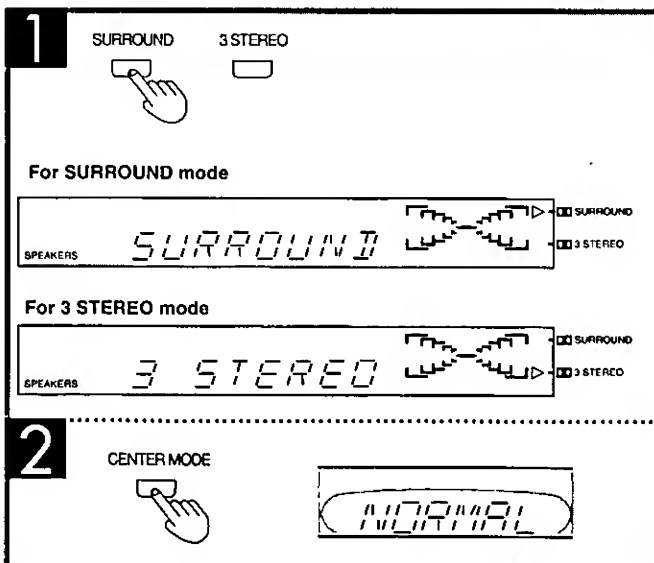 1
SURROUND 3 STEREO
For SURROUND mode
SPEAKERS SURROUND
SURROUND
3 STEREO
For 3 STEREO mode
SPEAKERS 3 STEREO
SURROUND
3 STEREO
2
CENTER MODE
NORMAL